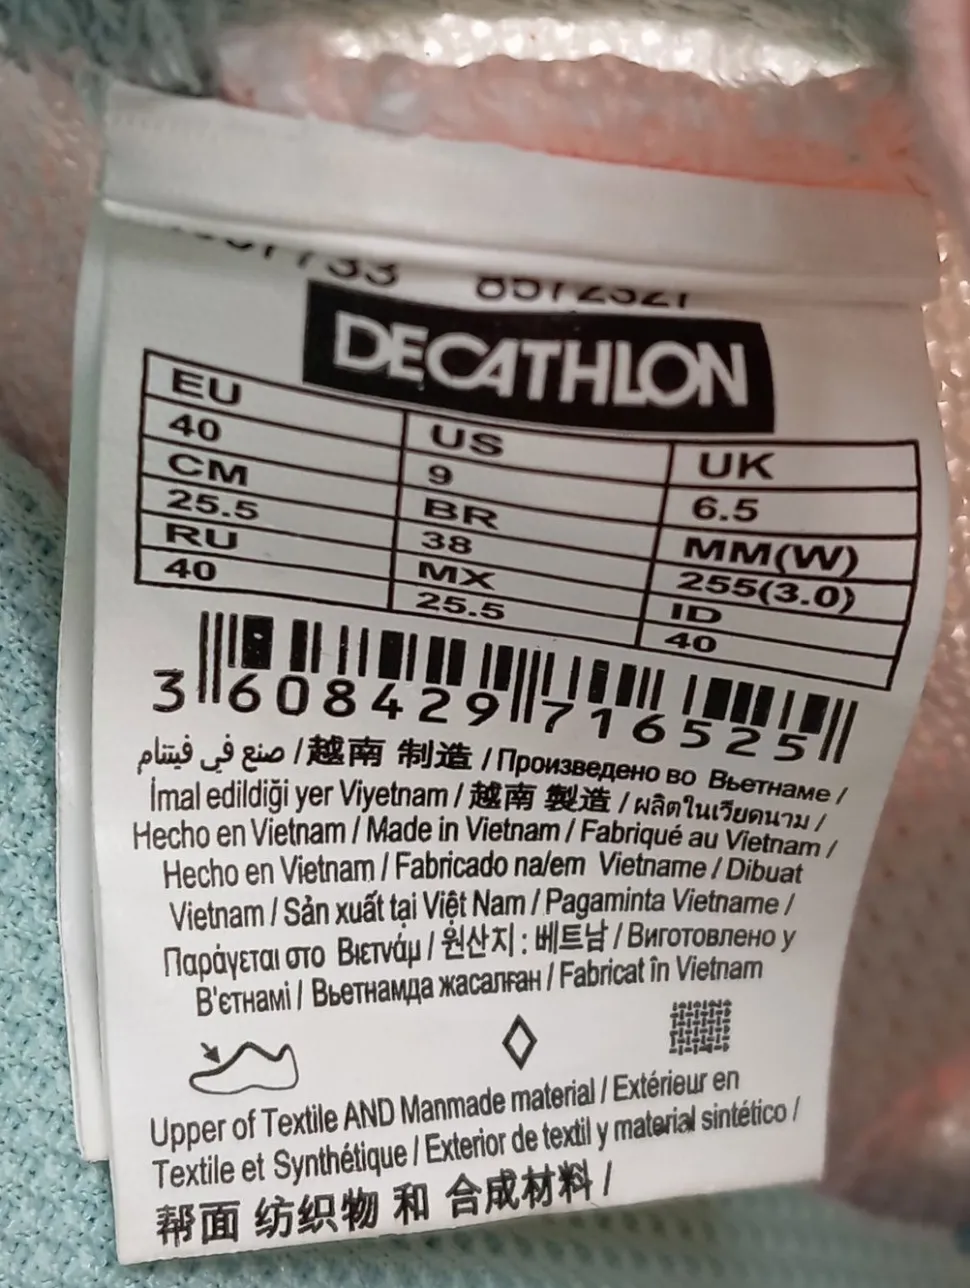 DECATHLON
EU US UK
40 9 6.5
CM BR MM(W)
25.5 38 255(3.0)
RU MX ID
40 25.5 40
3 608429 716525
صنع في فيتنام / 越南 制造 / Произведено во Вьетнаме /
İmal edildiği yer Viyetnam / 越南 製造 / ผลิตในเวียดนาม /
Hecho en Vietnam / Made in Vietnam / Fabriqué au Vietnam /
Hecho en Vietnam / Fabricado na/em Vietname / Dibuat
Vietnam / Sản xuất tại Việt Nam / Pagaminta Vietname /
Παράγεται στο Βιετνάμ / 원산지 : 베트남 / Виготовлено у
В'єтнамі / Вьетнамда жасалған / Fabricat în Vietnam
Upper of Textile AND Manmade material / Extérieur en
Textile et Synthétique / Exterior de textil y material sintético /
帮面 纺织物 和 合成材料 /